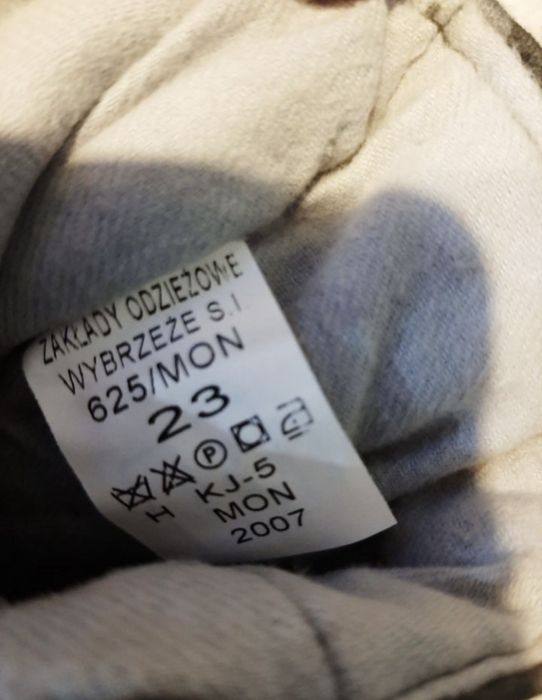 ZAKŁADY ODZIEŻOWE
WYBRZEŻE S.I.
625/MON
23
P
H KJ-5
MON
2007